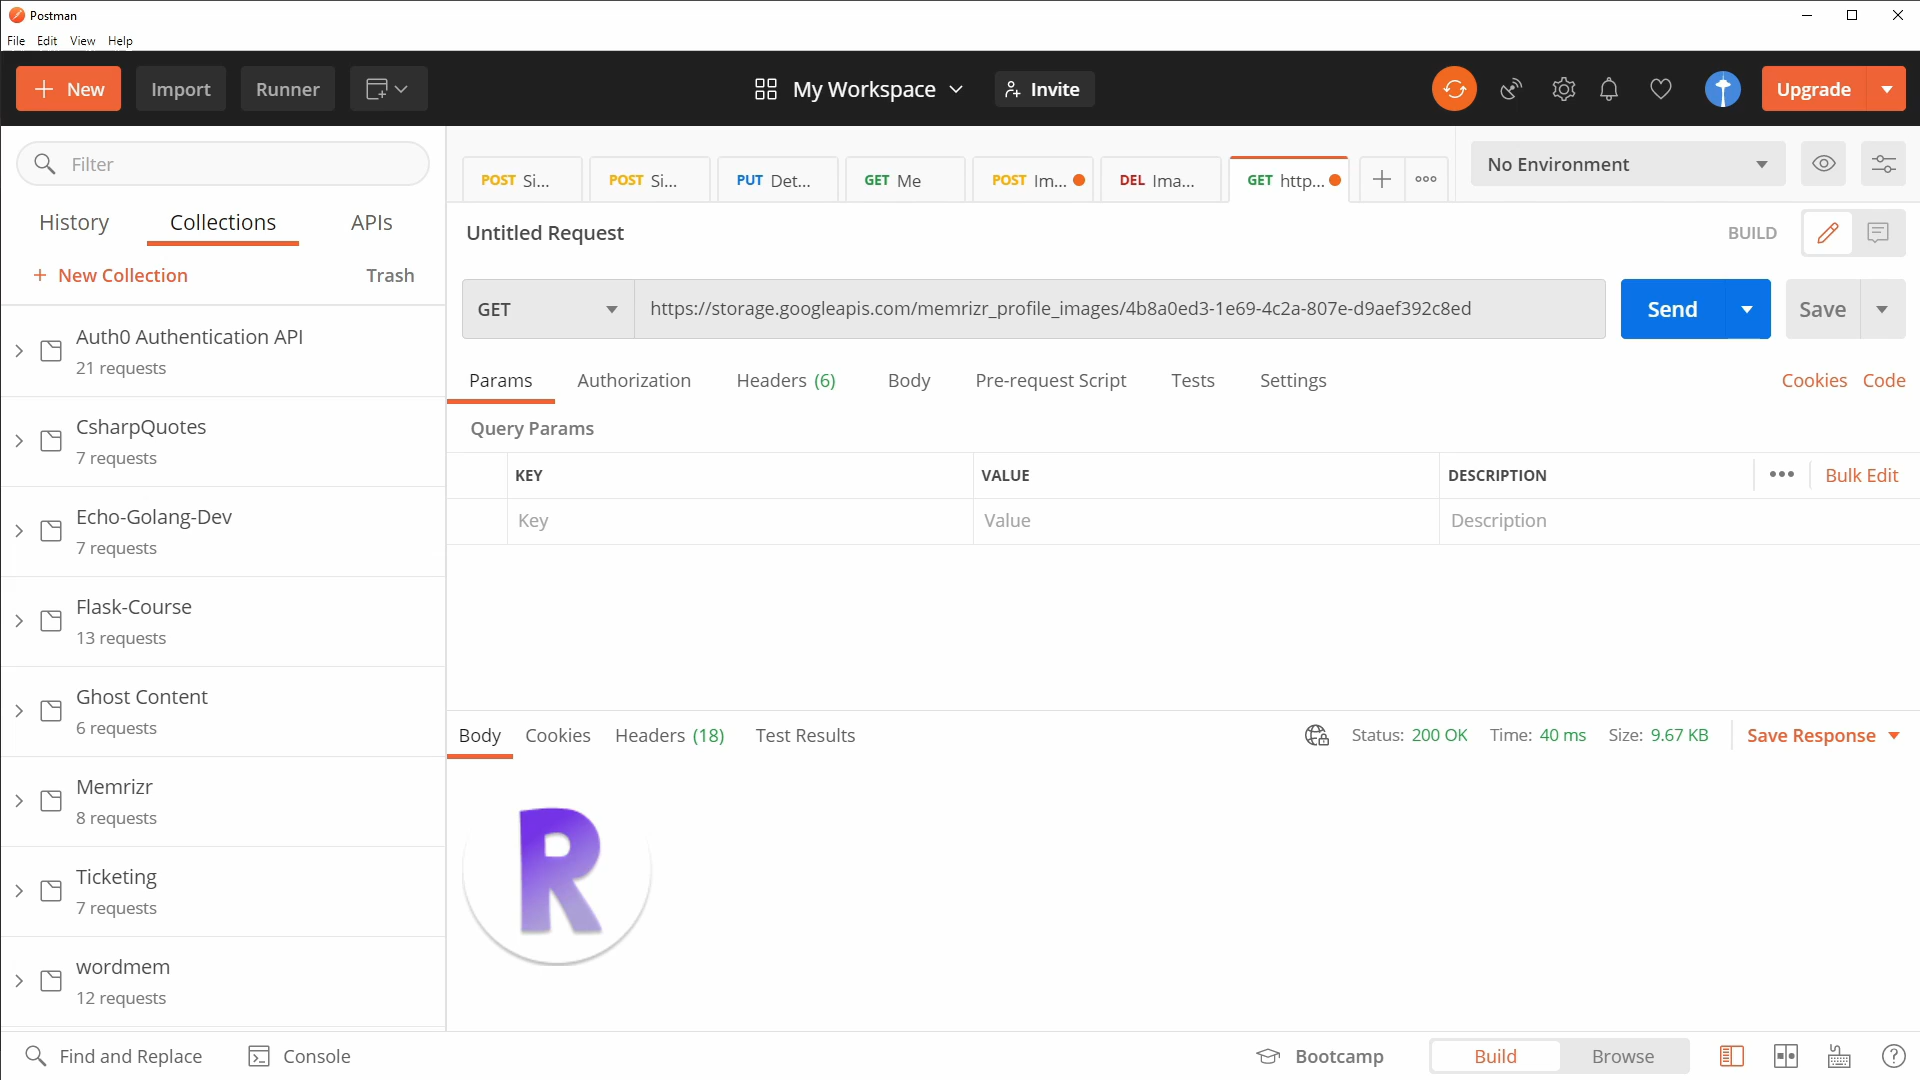 Postman
File Edit View Help
New Import Runner My Workspace Invite Upgrade
Filter
POST Si... POST Si... PUT Det... GET Me POST Im... DEL Ima... GET http... No Environment
History Collections APIs
Untitled Request BUILD
+ New Collection Trash
GET https://storage.googleapis.com/memrizr_profile_images/4b8a0ed3-1e69-4c2a-807e-d9aef392c8ed Send Save
Auth0 Authentication API
21 requests
Params Authorization Headers (6) Body Pre-request Script Tests Settings Cookies Code
CsharpQuotes
7 requests
Query Params
KEY VALUE DESCRIPTION Bulk Edit
Key Value Description
Echo-Golang-Dev
7 requests
Flask-Course
13 requests
Ghost Content
6 requests
Body Cookies Headers (18) Test Results Status: 200 OK Time: 40 ms Size: 9.67 KB Save Response
Memrizr
8 requests
R
Ticketing
7 requests
wordmem
12 requests
Find and Replace Console Bootcamp Build Browse